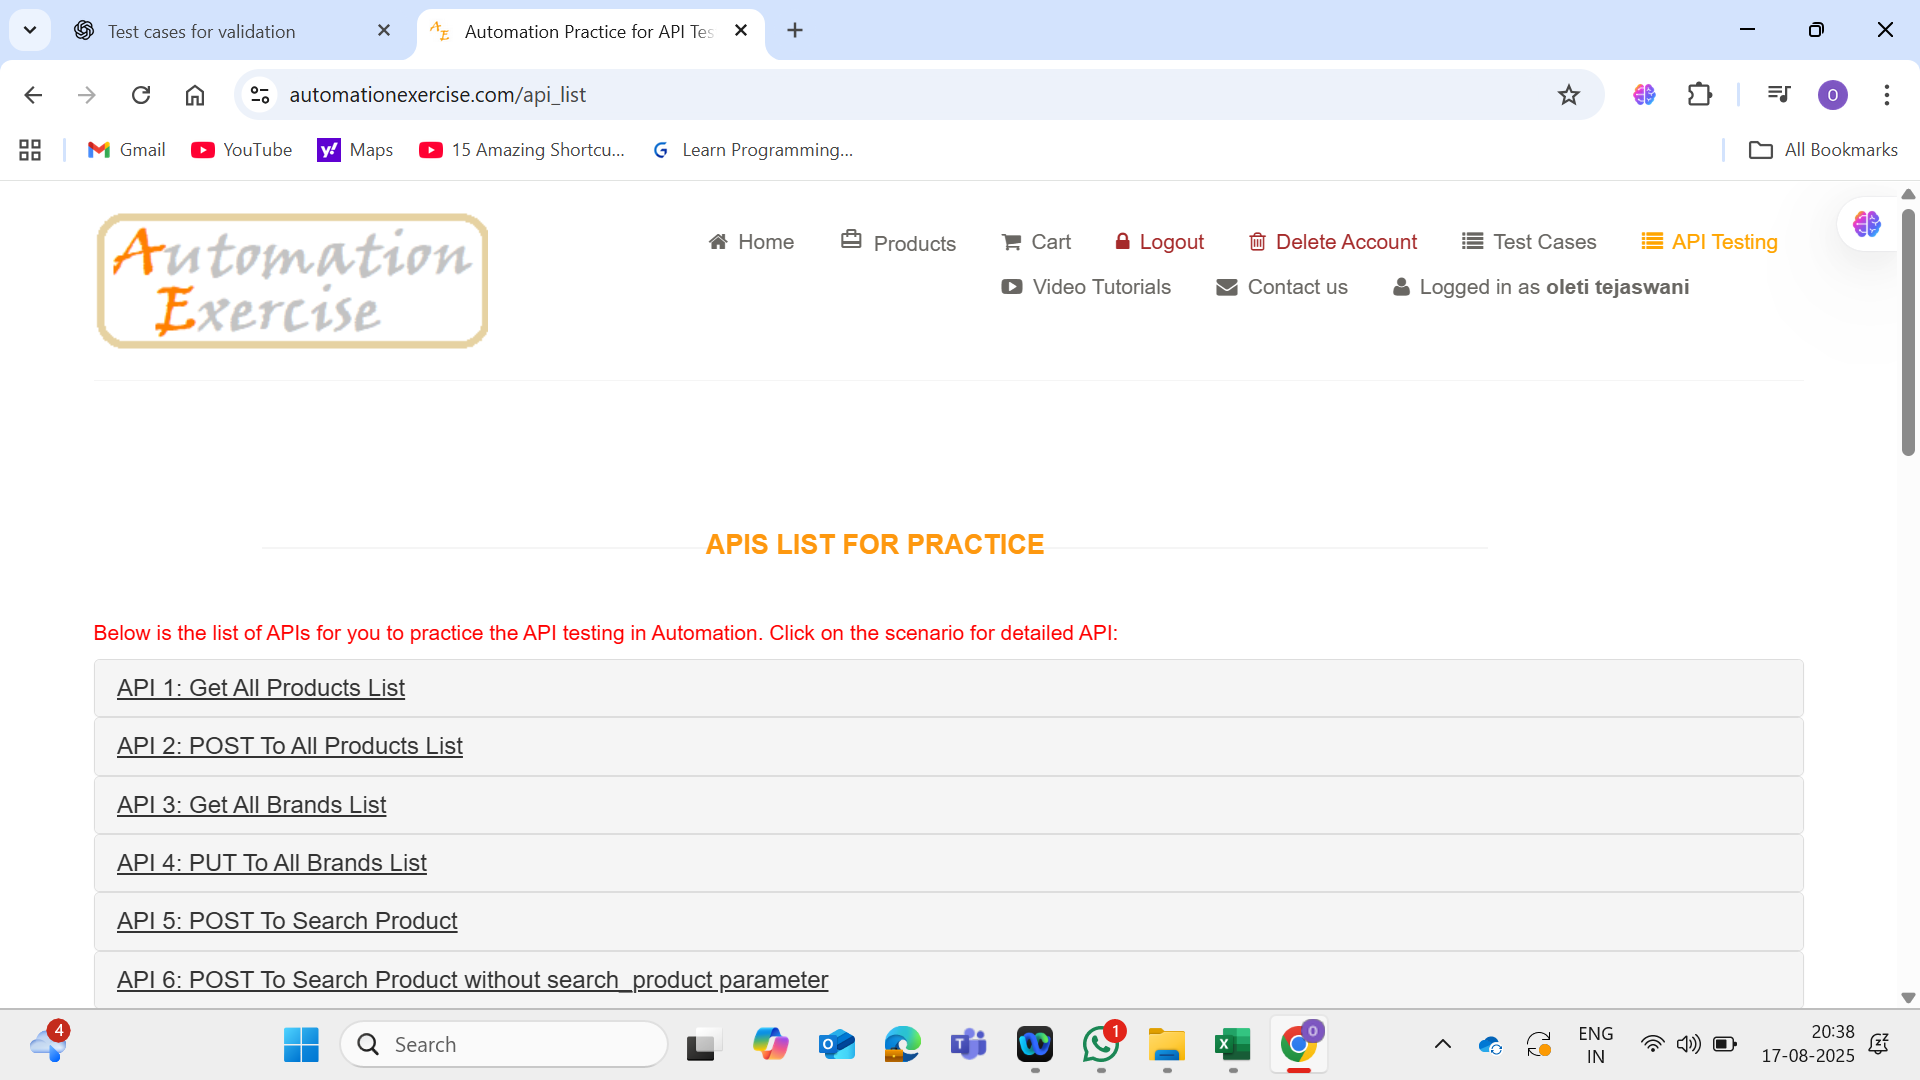 Test cases for validation
Automation Practice for API Tes
automationexercise.com/api_list
O
Gmail
YouTube
Maps
15 Amazing Shortcu...
Learn Programming...
All Bookmarks
Automation
Exercise
Home
Products
Cart
Logout
Delete Account
Test Cases
API Testing
Video Tutorials
Contact us
Logged in as oleti tejaswani
APIS LIST FOR PRACTICE
Below is the list of APIs for you to practice the API testing in Automation. Click on the scenario for detailed API:
API 1: Get All Products List
API 2: POST To All Products List
API 3: Get All Brands List
API 4: PUT To All Brands List
API 5: POST To Search Product
API 6: POST To Search Product without search_product parameter
4
Search
1
O
ENG
IN
20:38
17-08-2025